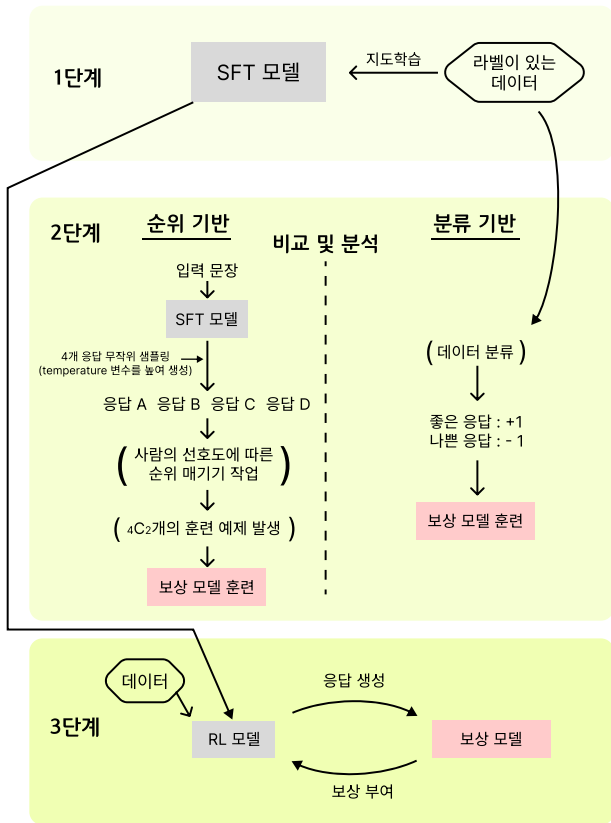 1단계
SFT 모델
지도학습
라벨이 있는
데이터
2단계
순위 기반
비교 및 분석
분류 기반
입력 문장
SFT 모델
4개 응답 무작위 샘플링
(temperature 변수를 높여 생성)
응답 A 응답 B 응답 C 응답 D
( 사람의 선호도에 따른
순위 매기기 작업 )
( 4C2개의 훈련 예제 발생 )
보상 모델 훈련
( 데이터 분류 )
좋은 응답 : +1
나쁜 응답 : - 1
보상 모델 훈련
3단계
데이터
RL 모델
응답 생성
보상 모델
보상 부여